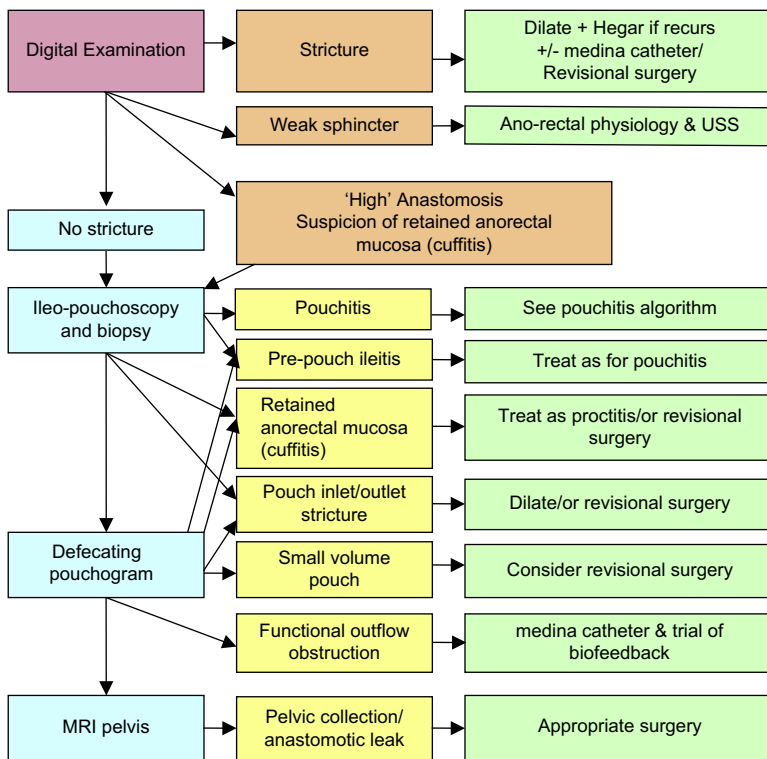 Digital Examination
Stricture
Dilate + Hegar if recurs
+/- medina catheter/
Revisional surgery
Weak sphincter
Ano-rectal physiology & USS
No stricture
‘High’ Anastomosis
Suspicion of retained anorectal
mucosa (cuffitis)
Ileo-pouchoscopy
and biopsy
Pouchitis
See pouchitis algorithm
Pre-pouch ileitis
Treat as for pouchitis
Retained
anorectal mucosa
(cuffitis)
Treat as proctitis/or revisional
surgery
Pouch inlet/outlet
stricture
Dilate/or revisional surgery
Defecating
pouchogram
Small volume
pouch
Consider revisional surgery
Functional outflow
obstruction
medina catheter & trial of
biofeedback
MRI pelvis
Pelvic collection/
anastomotic leak
Appropriate surgery